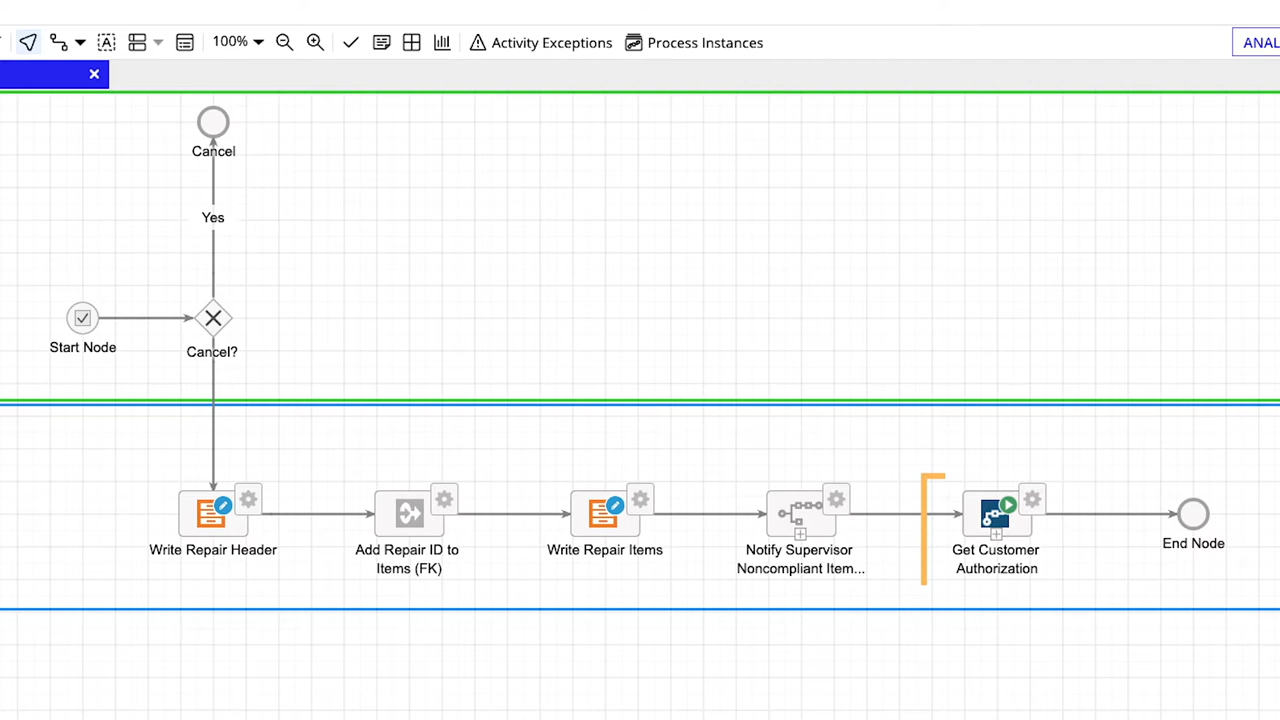 100%
Activity Exceptions
Process Instances
ANAL
Cancel
Yes
Start Node
Cancel?
Write Repair Header
Add Repair ID to
Items (FK)
Write Repair Items
Notify Supervisor
Noncompliant Item...
Get Customer
Authorization
End Node